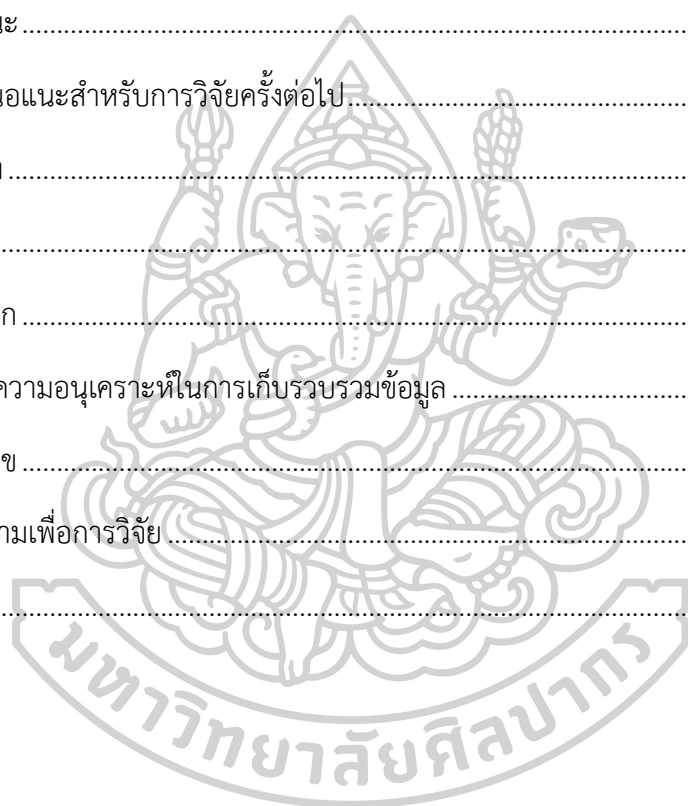 นะ ........................................................................................................
นอแนะสำหรับการวิจัยครั้งต่อไป........................................................
า ........................................................................................................
........................................................................................................
ก ........................................................................................................
ความอนุเคราะห์ในการเก็บรวบรวมข้อมูล .......................................
ข ........................................................................................................
ามเพื่อการวิจัย ..................................................................................
........................................................................................................
มหาวิทยาลัยศิลปากร